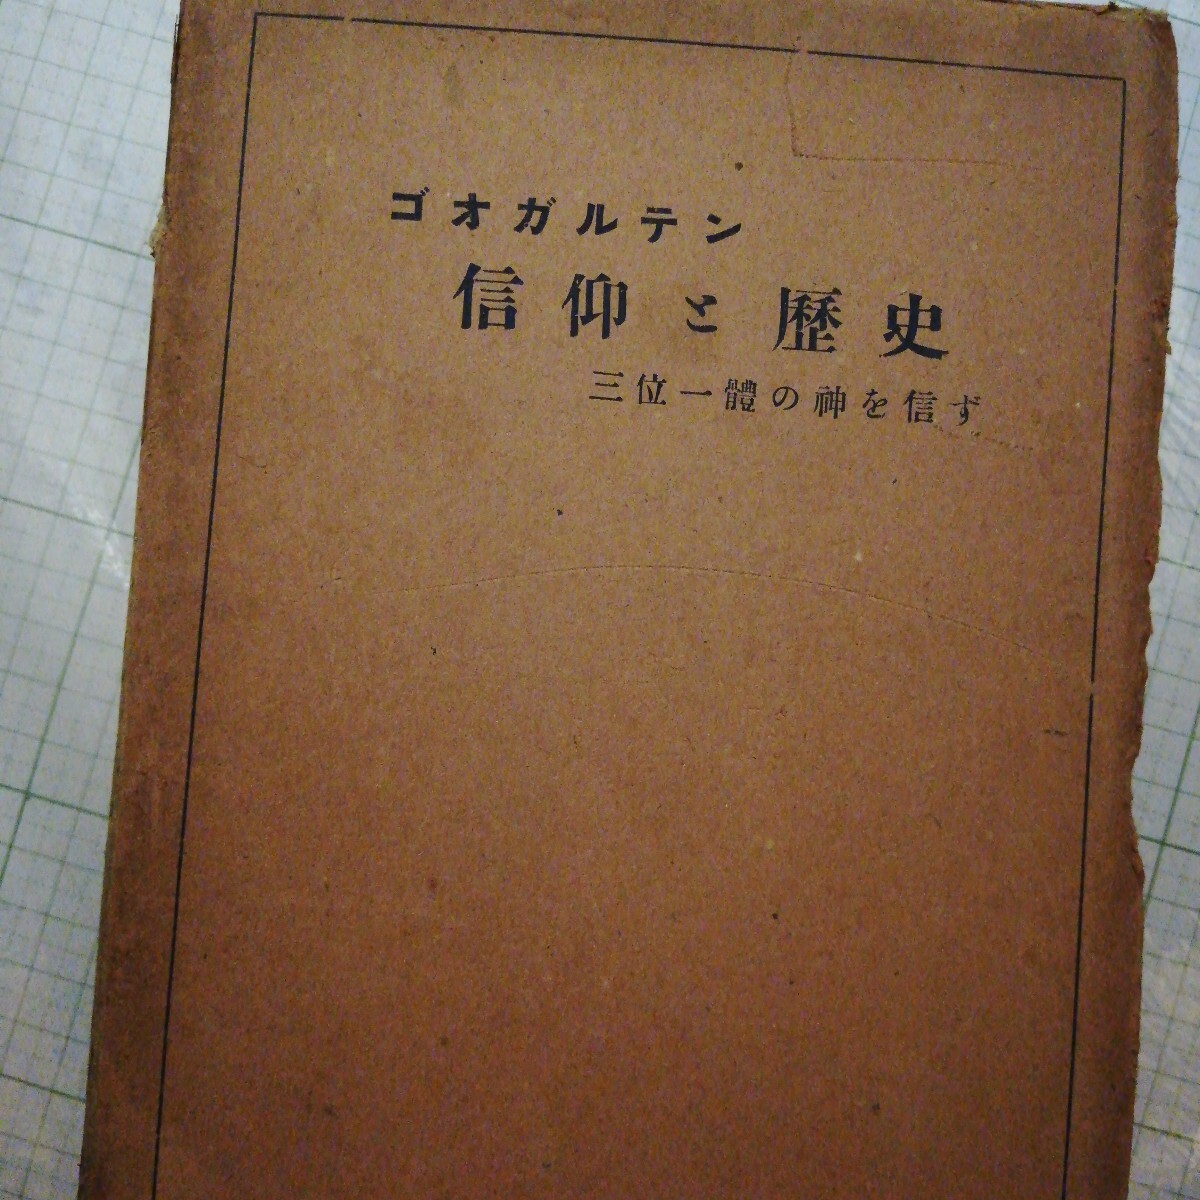 ゴオガルテン
信仰と歷史
三位一體の神を信ず